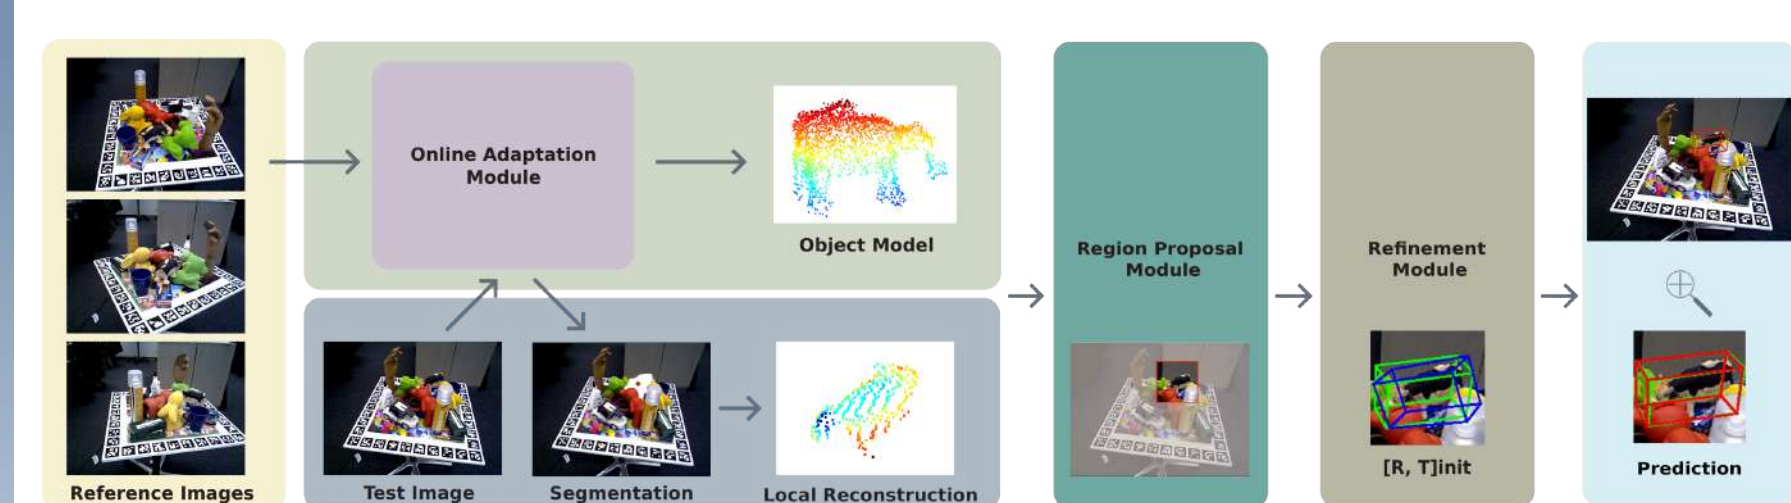 Reference Images
Online Adaptation
Module
Object Model
Test Image
Segmentation
Local Reconstruction
Region Proposal
Module
Refinement
Module
[R, T]init
Prediction